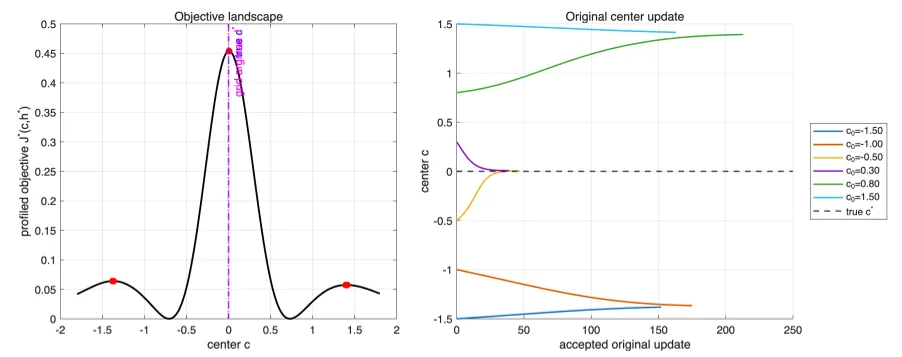 Objective landscape
0.5
0.45
0.4
0.35
0.3
0.25
0.2
0.15
0.1
0.05
0
-2
-1.5
-1
-0.5
0
0.5
1
1.5
2
center c
profiled objective J*(c,h*)
true c*
Original center update
1.5
1
0.5
0
-0.5
-1
-1.5
0
50
100
150
200
250
accepted original update
center c
c₀=-1.50
c₀=-1.00
c₀=-0.50
c₀=0.30
c₀=0.80
c₀=1.50
true c*